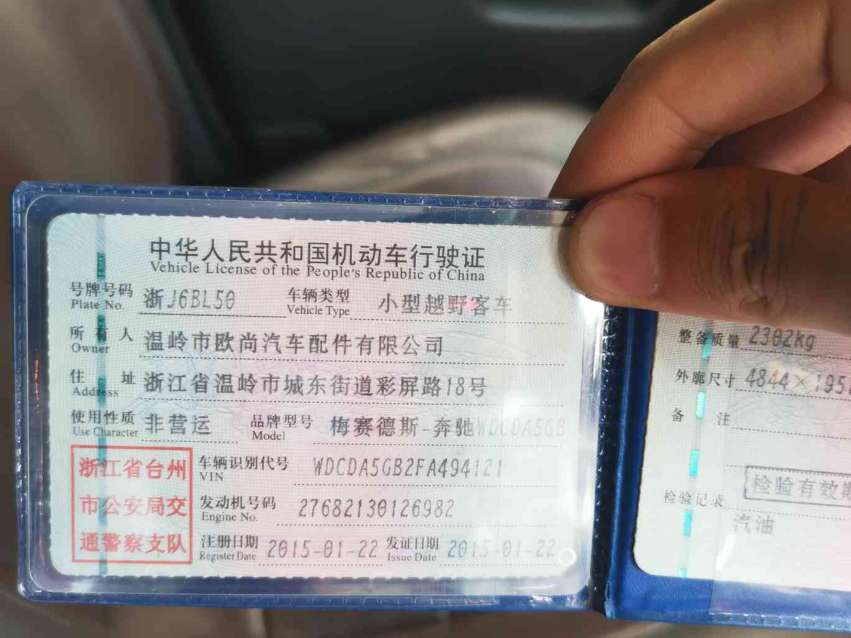 中华人民共和国机动车行驶证
Vehicle License of the People's Republic of China
号牌号码 浙J6BL50 车辆类型 小型越野客车
Plate No. Vehicle Type
所有人 温岭市欧尚汽车配件有限公司
Owner
住址 浙江省温岭市城东街道彩屏路18号
Address
使用性质 非营运 品牌型号 梅赛德斯-奔驰WDCDA5GB
Use Character Model
浙江省台州
市公安局交
通警察支队
车辆识别代号 WDCDA5GB2FA494121
VIN
发动机号码 27682130126982
Engine No.
注册日期 2015-01-22 发证日期 2015-01-22
Register Date Issue Date
整备质量 2302kg
外廓尺寸 4844×195
备注
检验有效期
检验记录
汽油